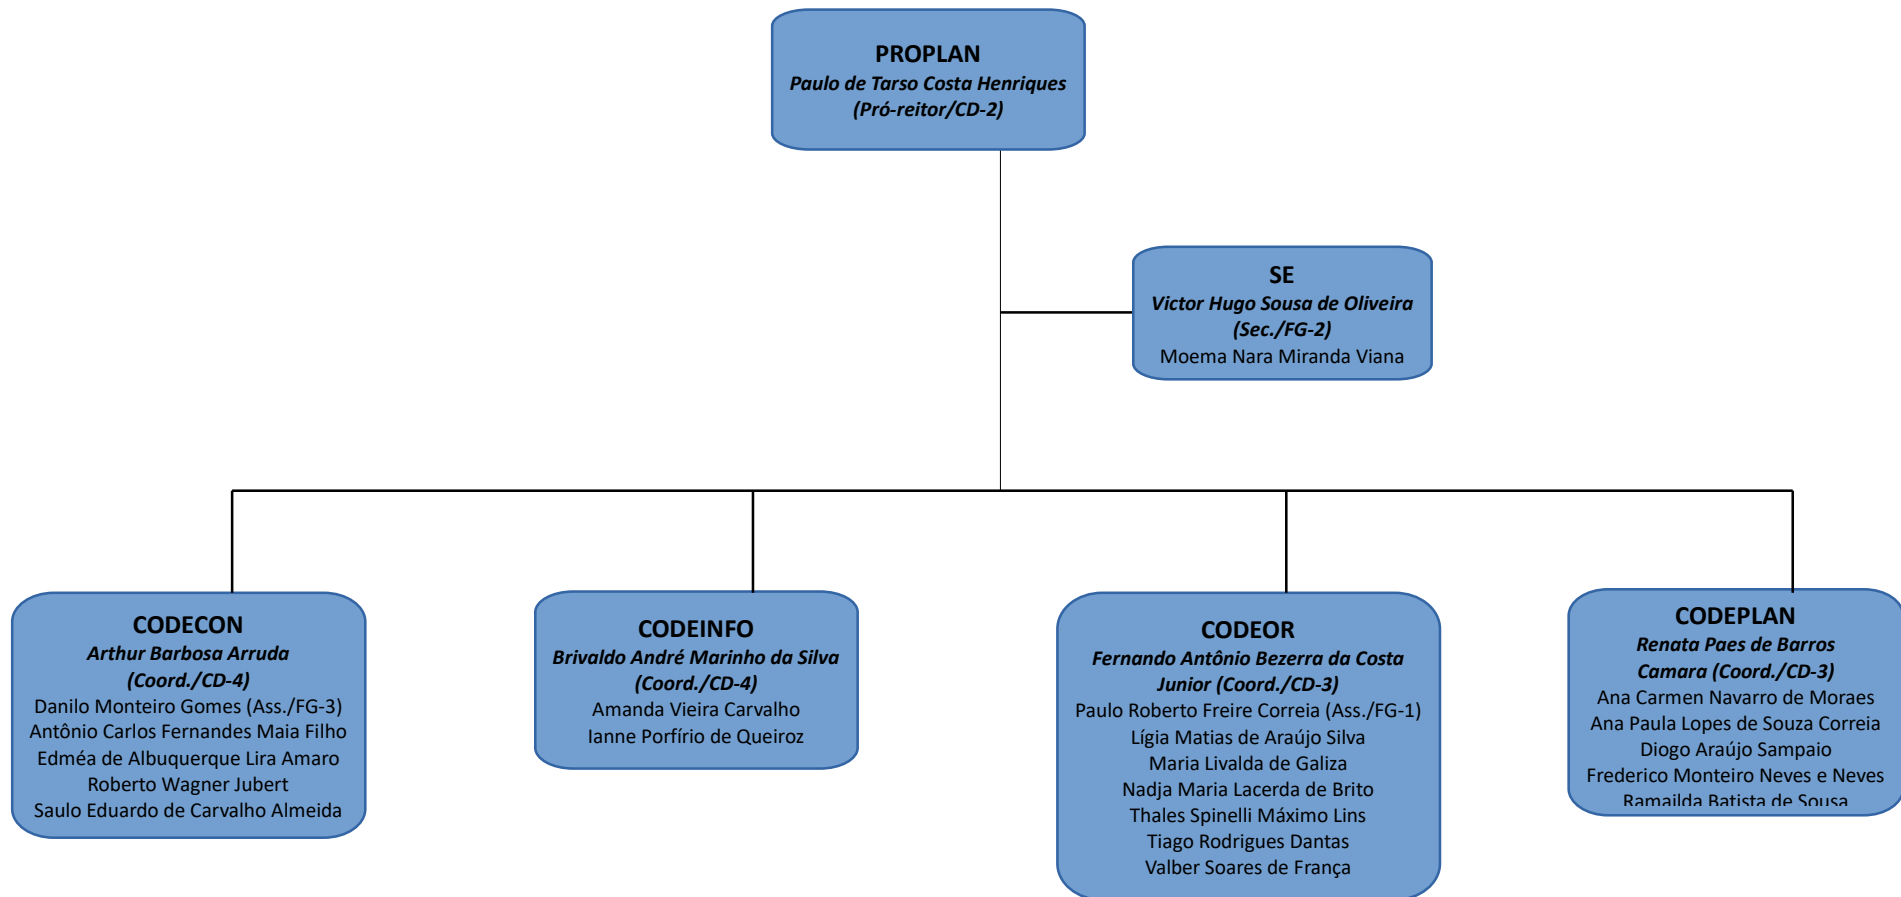 PROPLAN
Paulo de Tarso Costa Henriques
(Pró-reitor/CD-2)
SE
Victor Hugo Sousa de Oliveira
(Sec./FG-2)
Moema Nara Miranda Viana
CODECON
Arthur Barbosa Arruda
(Coord./CD-4)
Danilo Monteiro Gomes (Ass./FG-3)
Antônio Carlos Fernandes Maia Filho
Edméa de Albuquerque Lira Amaro
Roberto Wagner Jubert
Saulo Eduardo de Carvalho Almeida
CODEINFO
Brivaldo André Marinho da Silva
(Coord./CD-4)
Amanda Vieira Carvalho
Ianne Porfírio de Queiroz
CODEOR
Fernando Antônio Bezerra da Costa
Junior (Coord./CD-3)
Paulo Roberto Freire Correia (Ass./FG-1)
Lígia Matias de Araújo Silva
Maria Livalda de Galiza
Nadja Maria Lacerda de Brito
Thales Spinelli Máximo Lins
Tiago Rodrigues Dantas
Valber Soares de França
CODEPLAN
Renata Paes de Barros
Camara (Coord./CD-3)
Ana Carmen Navarro de Moraes
Ana Paula Lopes de Souza Correia
Diogo Araújo Sampaio
Frederico Monteiro Neves e Neves
Ramailda Batista de Sousa